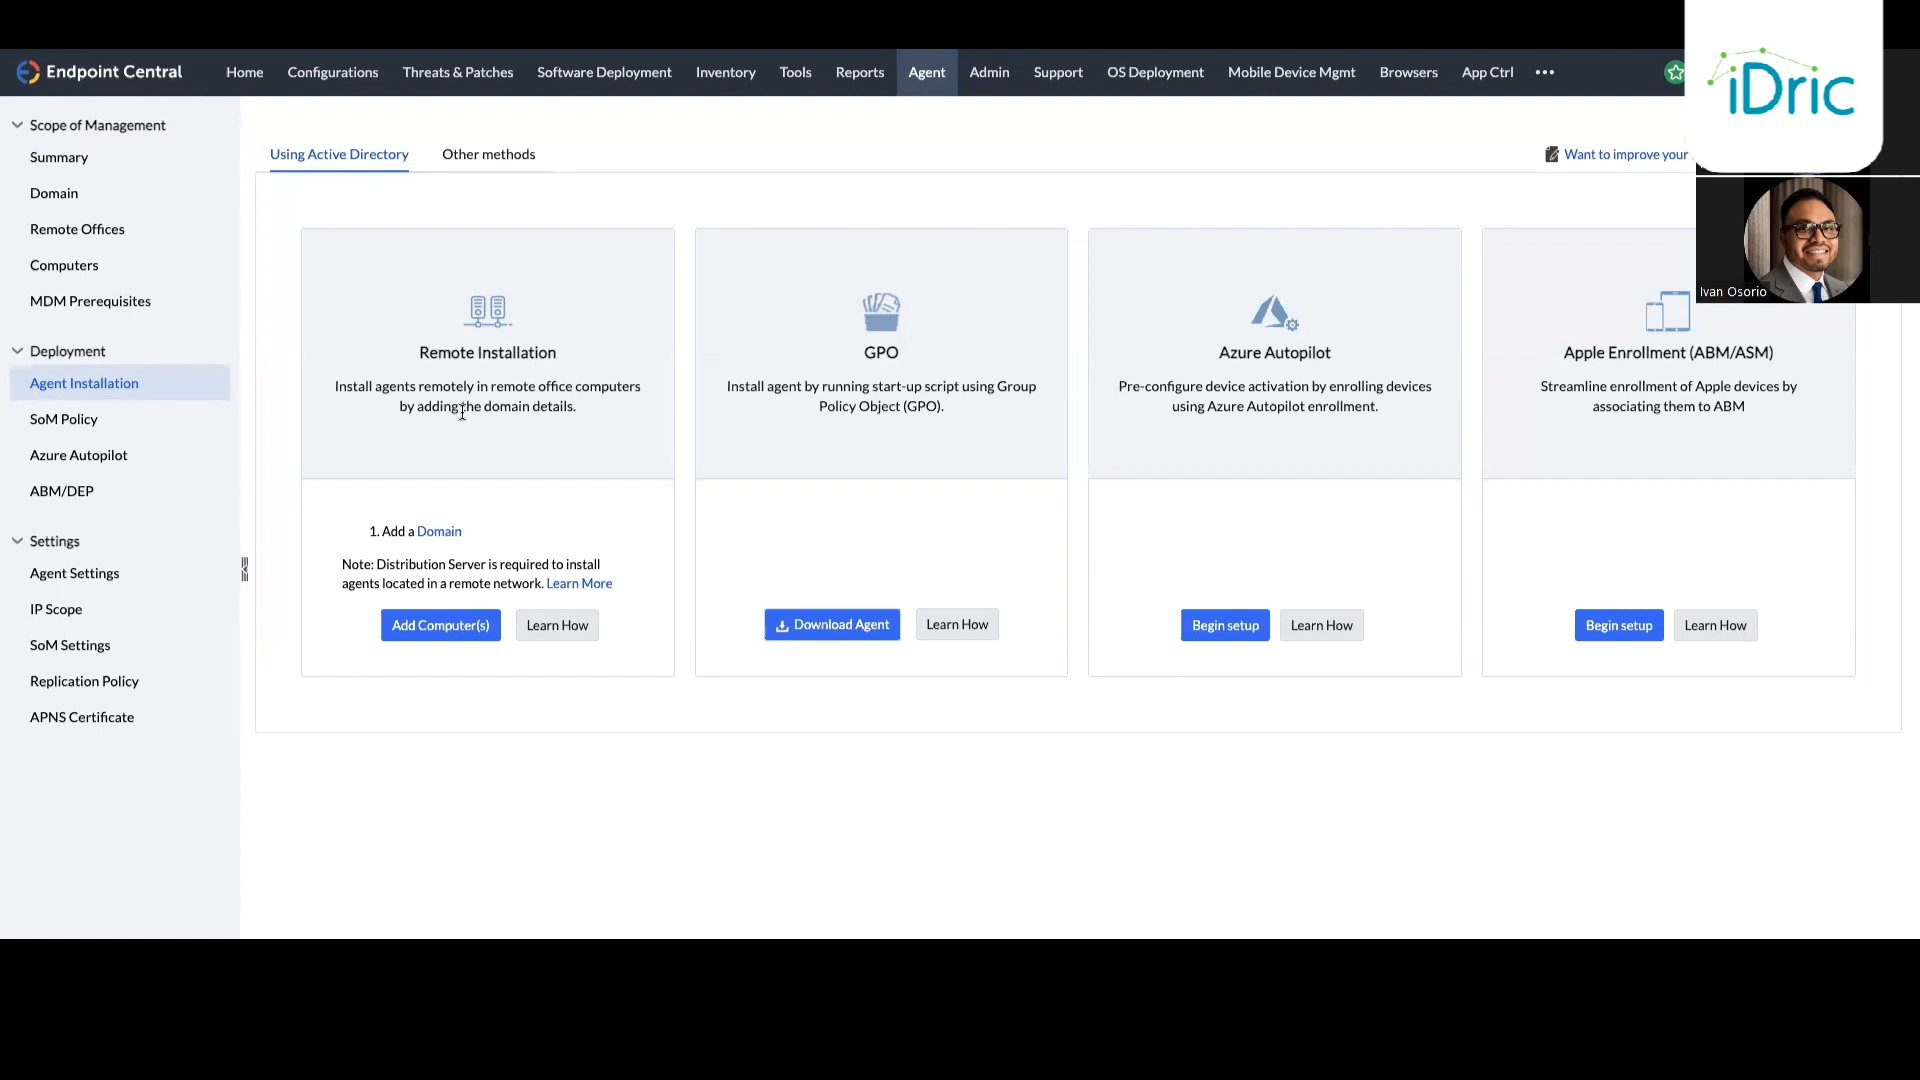 Endpoint Central
Home
Configurations
Threats & Patches
Software Deployment
Inventory
Tools
Reports
Agent
Admin
Support
OS Deployment
Mobile Device Mgmt
Browsers
App Ctrl
iDric
Ivan Osorio
Scope of Management
Summary
Domain
Remote Offices
Computers
MDM Prerequisites
Deployment
Agent Installation
SoM Policy
Azure Autopilot
ABM/DEP
Settings
Agent Settings
IP Scope
SoM Settings
Replication Policy
APNS Certificate
Using Active Directory
Other methods
Want to improve your
Remote Installation
Install agents remotely in remote office computers
by adding the domain details.
1. Add a Domain
Note: Distribution Server is required to install
agents located in a remote network. Learn More
Add Computer(s)
Learn How
GPO
Install agent by running start-up script using Group
Policy Object (GPO).
Download Agent
Learn How
Azure Autopilot
Pre-configure device activation by enrolling devices
using Azure Autopilot enrollment.
Begin setup
Learn How
Apple Enrollment (ABM/ASM)
Streamline enrollment of Apple devices by
associating them to ABM
Begin setup
Learn How